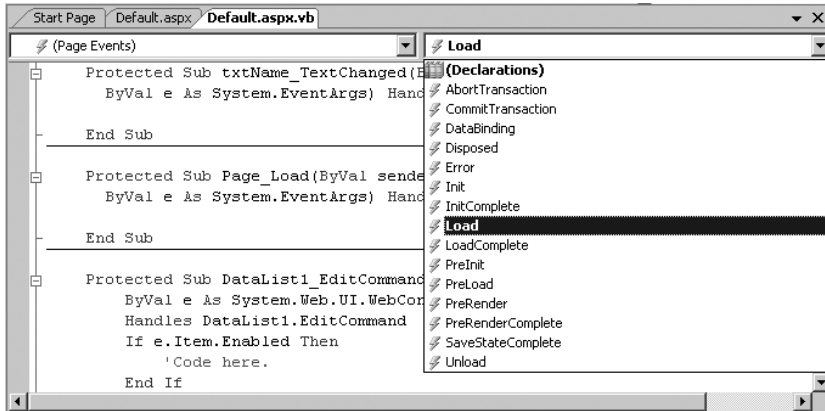 Start Page Default.aspx Default.aspx.vb
(Page Events) Load
Protected Sub txtName_TextChanged(
ByVal e As System.EventArgs) Hand
End Sub
Protected Sub Page_Load(ByVal sende
ByVal e As System.EventArgs) Hand
End Sub
Protected Sub DataList1_EditCommand
ByVal e As System.Web.UI.WebCon
Handles DataList1.EditCommand
If e.Item.Enabled Then
'Code here.
End If
(Declarations)
AbortTransaction
CommitTransaction
DataBinding
Disposed
Error
Init
InitComplete
Load
LoadComplete
PreInit
PreLoad
PreRender
PreRenderComplete
SaveStateComplete
Unload